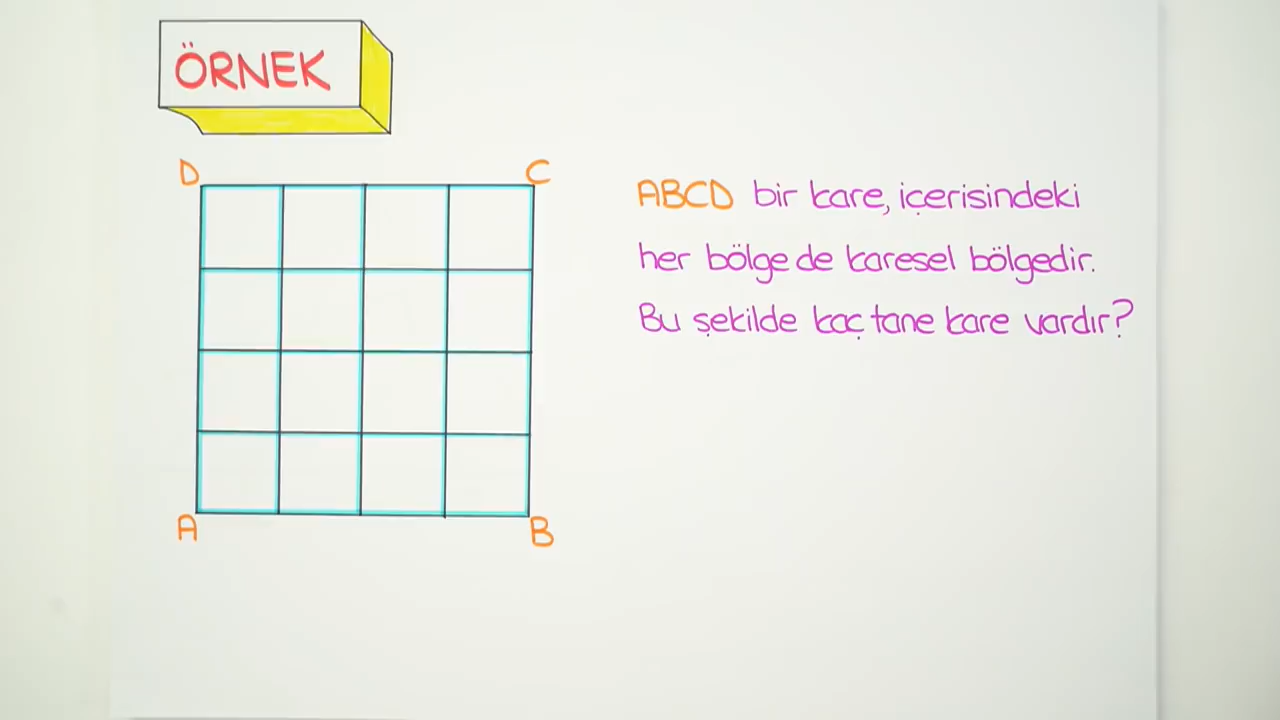 ÖRNEK
D
C
ABCD bir kare, içerisindeki
her bölge de karesel bölgedir.
Bu şekilde kaç tane kare vardır?
A
B